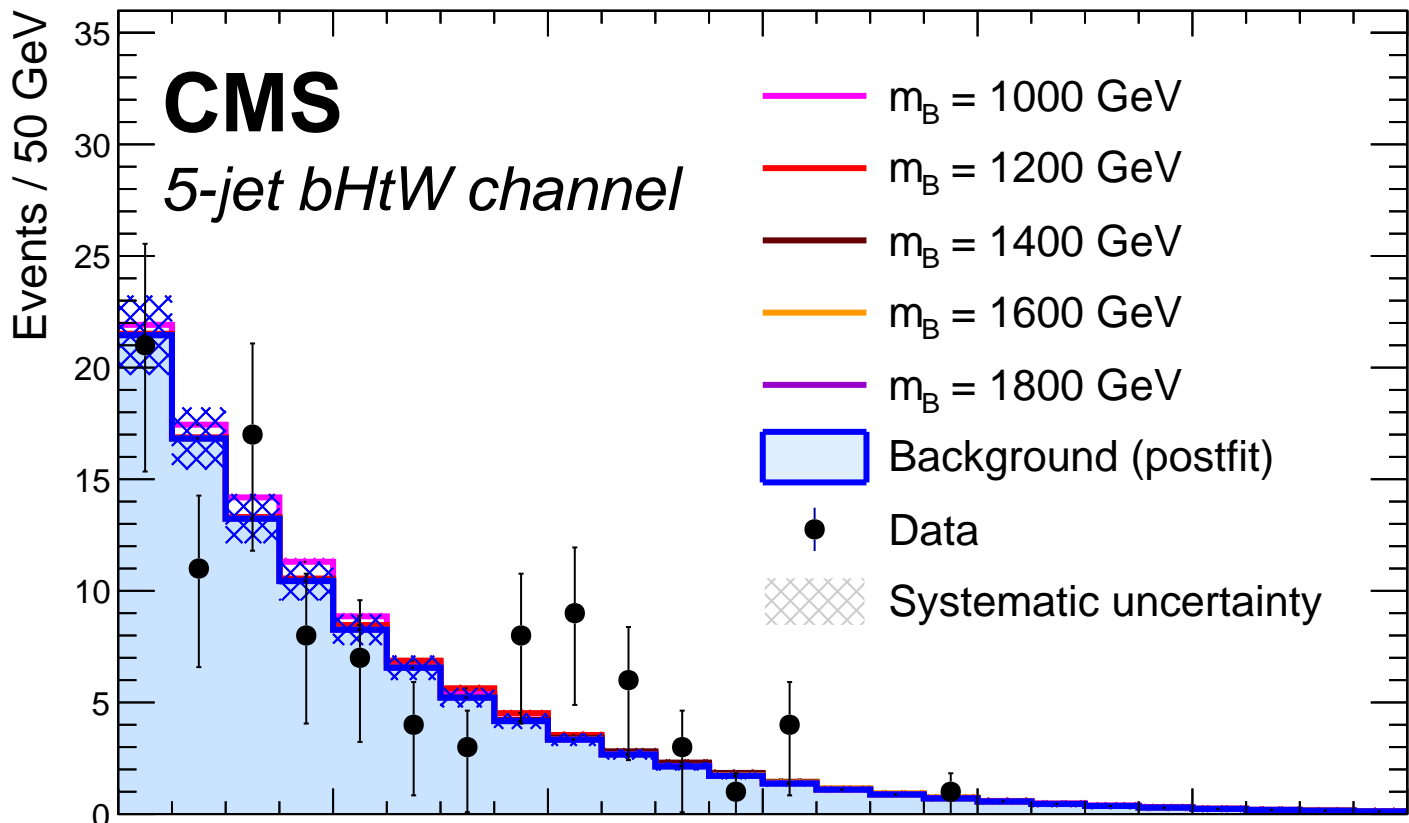 Events / 50 GeV
35
30
25
20
15
10
5
0
CMS
5-jet bHtW channel
m_B = 1000 GeV
m_B = 1200 GeV
m_B = 1400 GeV
m_B = 1600 GeV
m_B = 1800 GeV
Background (postfit)
Data
Systematic uncertainty